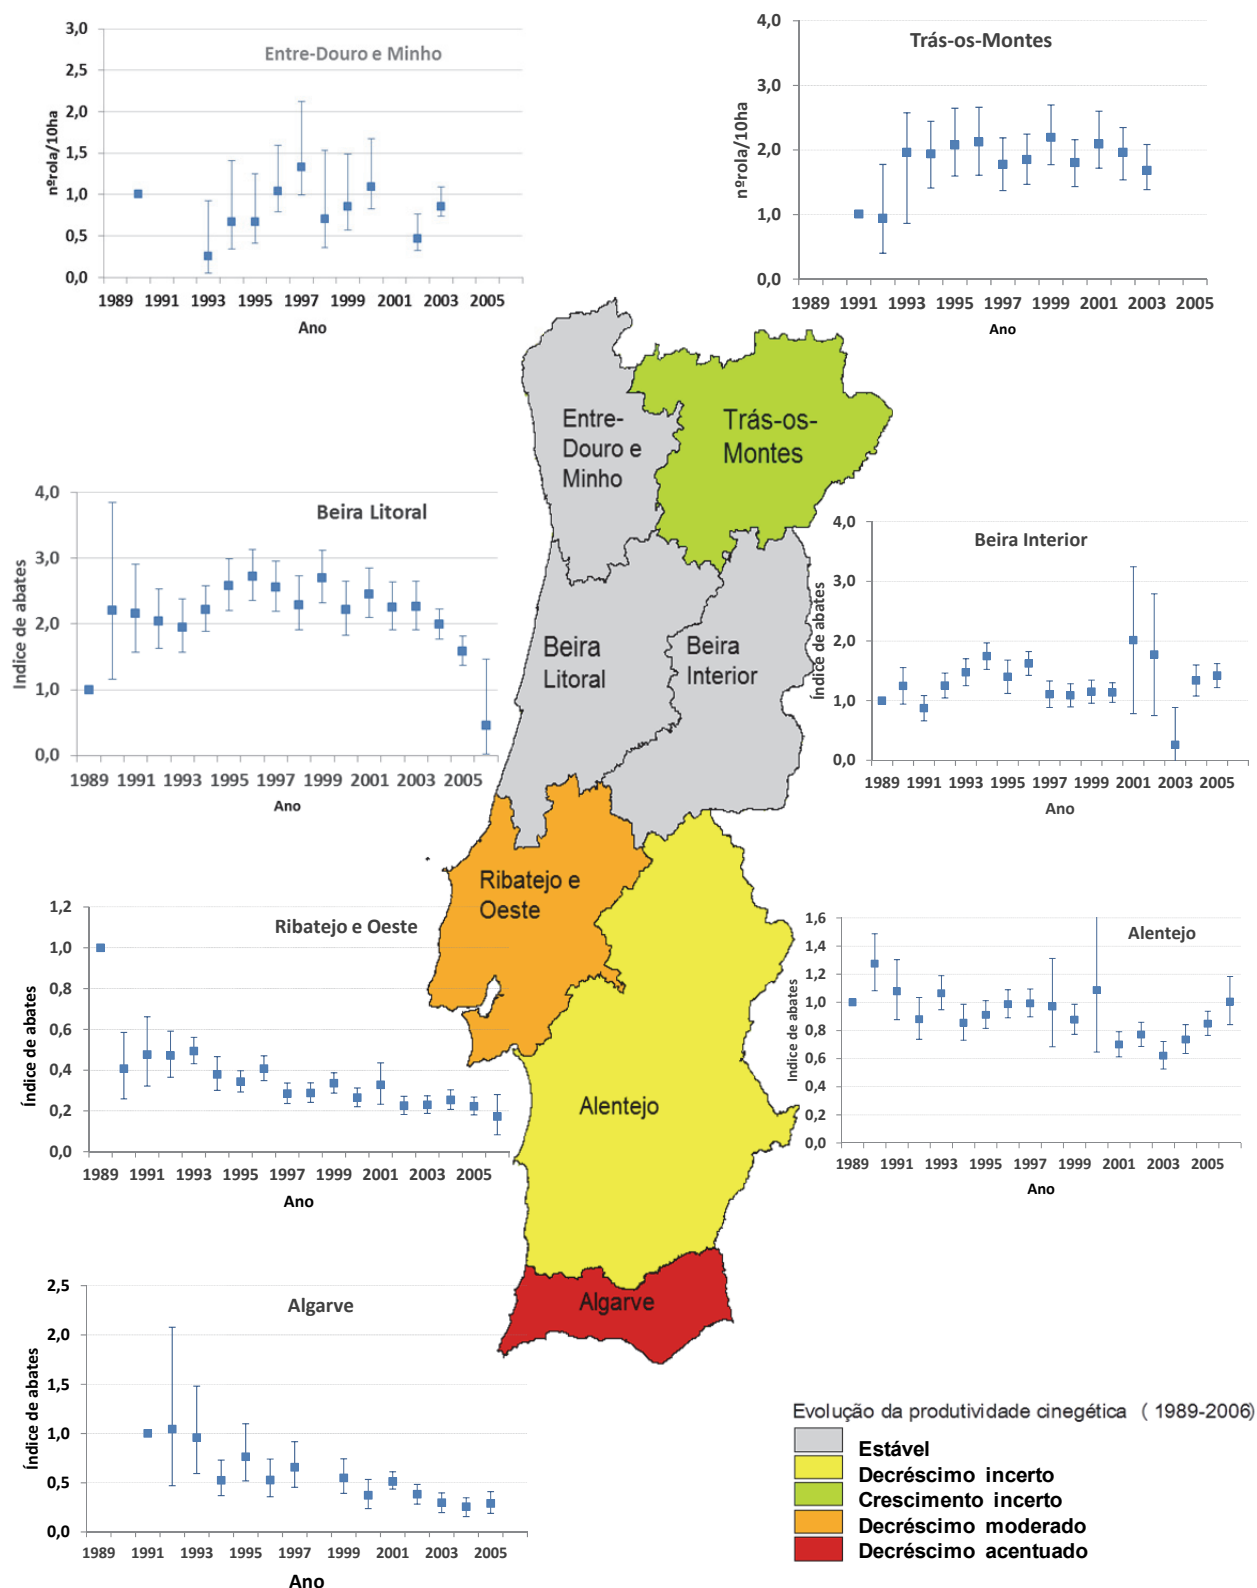 Entre-Douro e Minho
nºrola/10ha
3,0
2,5
2,0
1,5
1,0
0,5
0,0
1989 1991 1993 1995 1997 1999 2001 2003 2005
Ano
Trás-os-Montes
nºrola/10ha
4,0
3,0
2,0
1,0
0,0
1989 1991 1993 1995 1997 1999 2001 2003 2005
Ano
Entre-
Douro e
Minho
Trás-os-
Montes
Beira Litoral
Indice de abates
4,0
3,0
2,0
1,0
0,0
1989 1991 1993 1995 1997 1999 2001 2003 2005
Ano
Beira
Litoral
Beira
Interior
Beira Interior
Índice de abates
4,0
3,0
2,0
1,0
0,0
1989 1991 1993 1995 1997 1999 2001 2003 2005
Ano
Ribatejo e Oeste
Índice de abates
1,2
1,0
0,8
0,6
0,4
0,2
0,0
1989 1991 1993 1995 1997 1999 2001 2003 2005
Ano
Ribatejo e
Oeste
Alentejo
Indice de abates
1,6
1,4
1,2
1,0
0,8
0,6
0,4
0,2
0,0
1989 1991 1993 1995 1997 1999 2001 2003 2005
Ano
Alentejo
Algarve
Índice de abates
2,5
2,0
1,5
1,0
0,5
0,0
1989 1991 1993 1995 1997 1999 2001 2003 2005
Ano
Algarve
Evolução da produtividade cinegética ( 1989-2006)
Estável
Decréscimo incerto
Crescimento incerto
Decréscimo moderado
Decréscimo acentuado